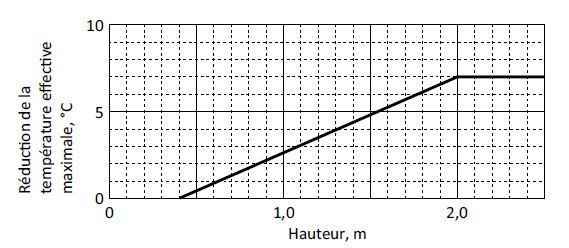 10
5
0
Réduction de la
température effective
maximale, °C
0
1,0
2,0
Hauteur, m